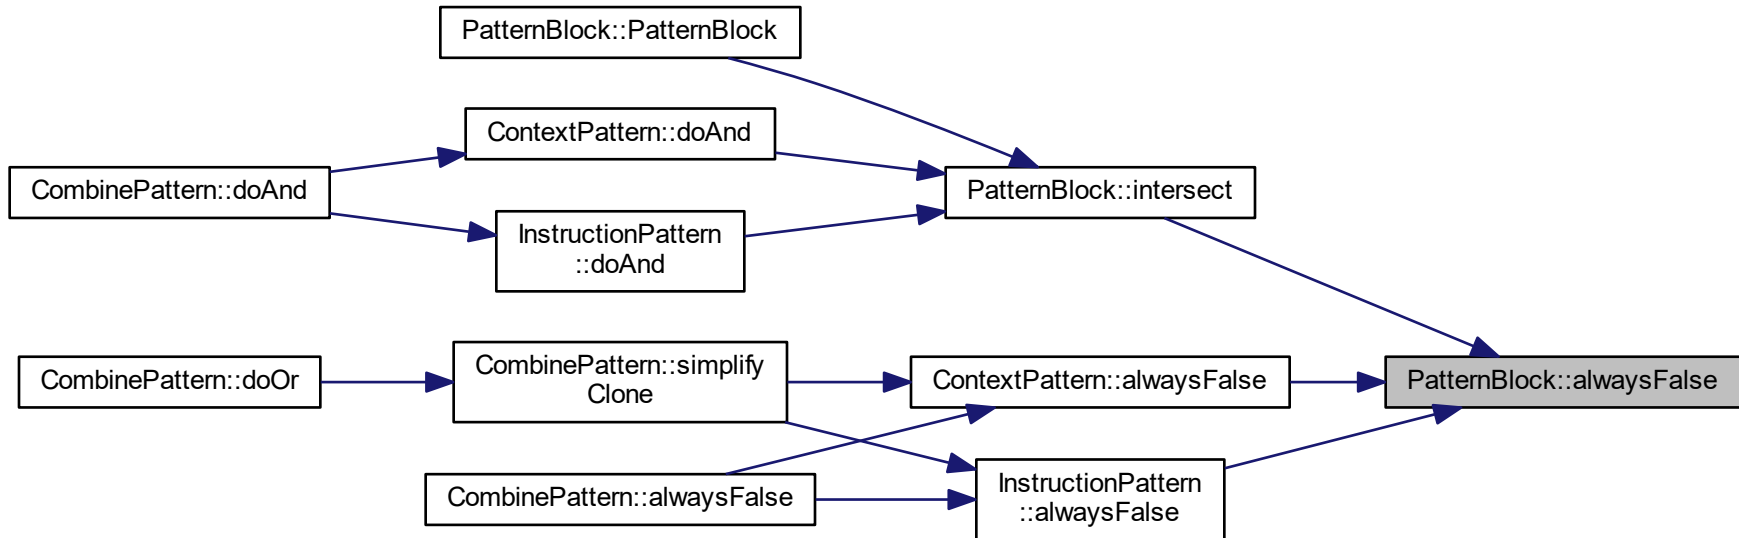 PatternBlock::PatternBlock
ContextPattern::doAnd
CombinePattern::doAnd
PatternBlock::intersect
InstructionPattern
::doAnd
CombinePattern::doOr
CombinePattern::simplify
Clone
ContextPattern::alwaysFalse
PatternBlock::alwaysFalse
CombinePattern::alwaysFalse
InstructionPattern
::alwaysFalse